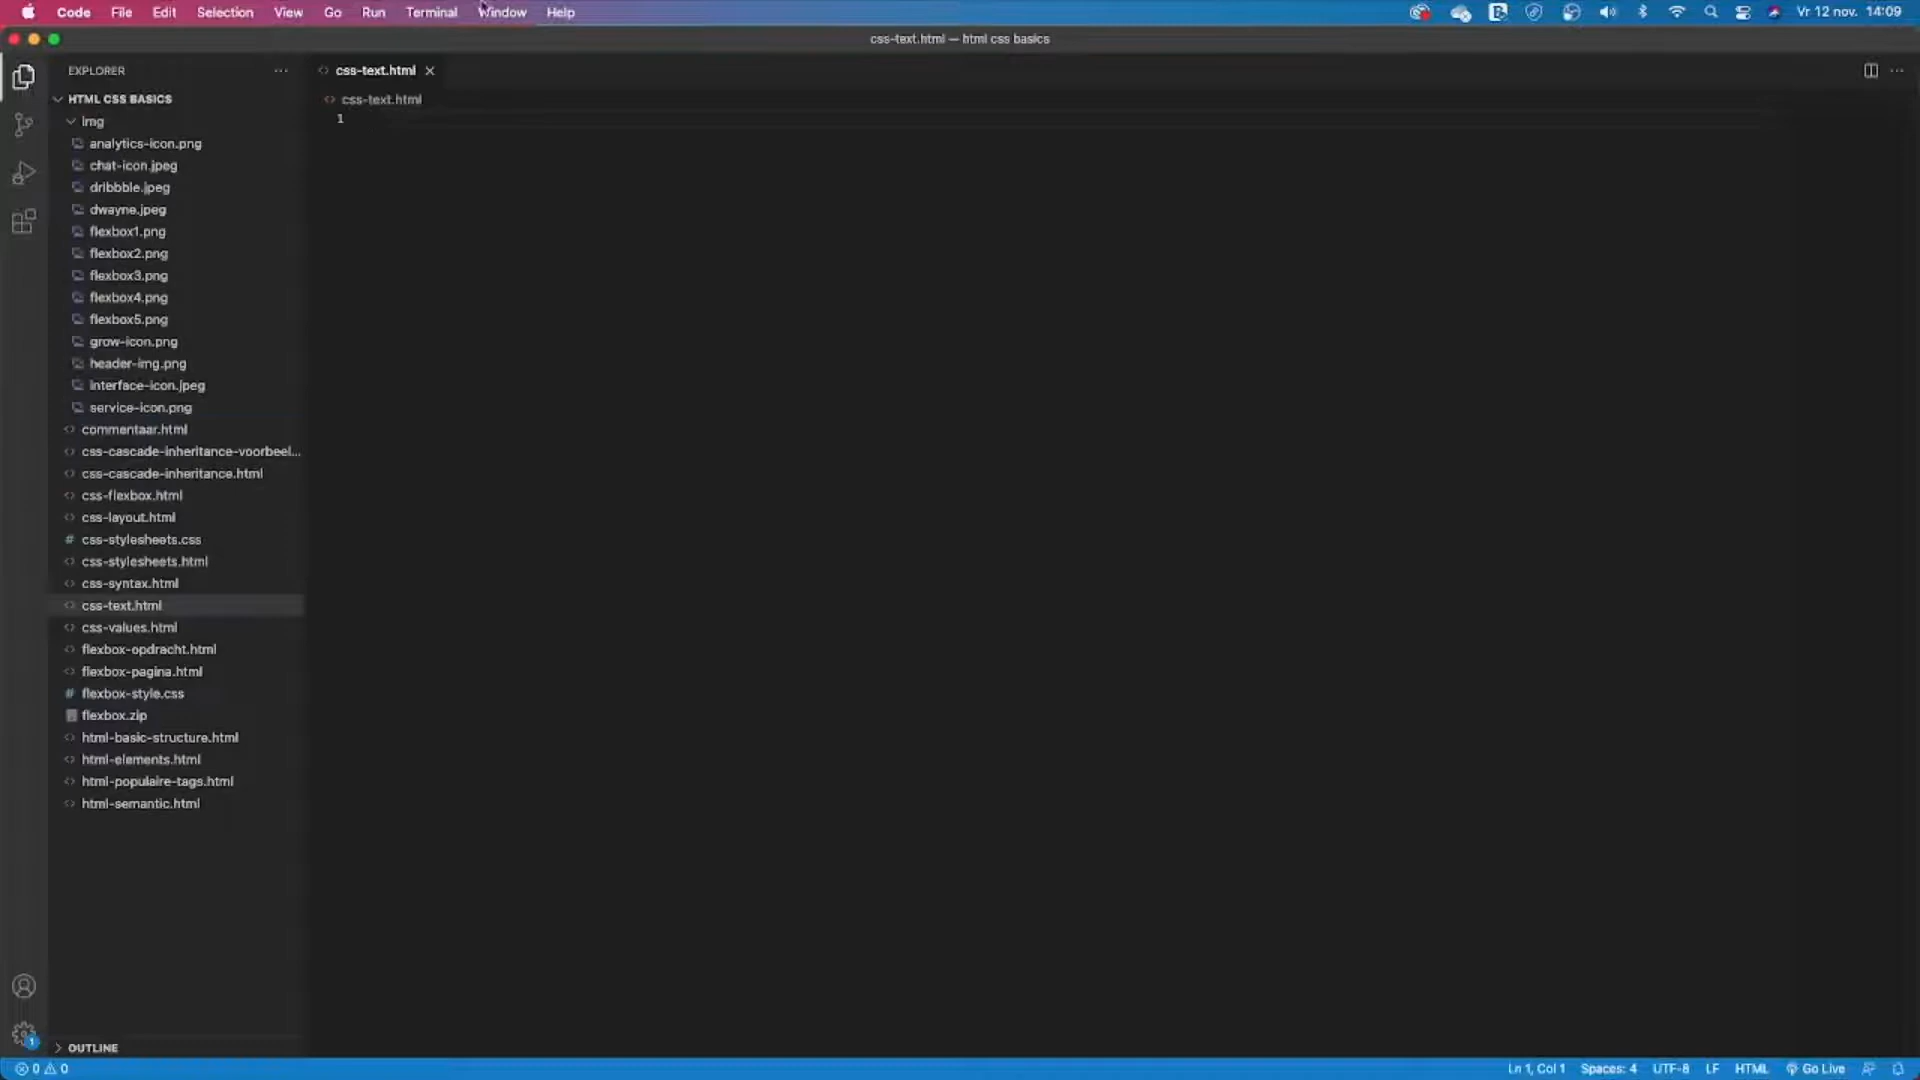 Code File Edit Selection View Go Run Terminal Window Help Vr 12 nov. 14:09
css-text.html — html css basics
EXPLORER
css-text.html
HTML CSS BASICS
css-text.html
img
1
analytics-icon.png
chat-icon.jpeg
dribbble.jpeg
dwayne.jpeg
flexbox1.png
flexbox2.png
flexbox3.png
flexbox4.png
flexbox5.png
grow-icon.png
header-img.png
interface-icon.jpeg
service-icon.png
commentaar.html
css-cascade-inheritance-voorbeel...
css-cascade-inheritance.html
css-flexbox.html
css-layout.html
css-stylesheets.css
css-stylesheets.html
css-syntax.html
css-text.html
css-values.html
flexbox-opdracht.html
flexbox-pagina.html
flexbox-style.css
flexbox.zip
html-basic-structure.html
html-elements.html
html-populaire-tags.html
html-semantic.html
1
OUTLINE
0 0 Ln 1, Col 1 Spaces: 4 UTF-8 LF HTML Go Live